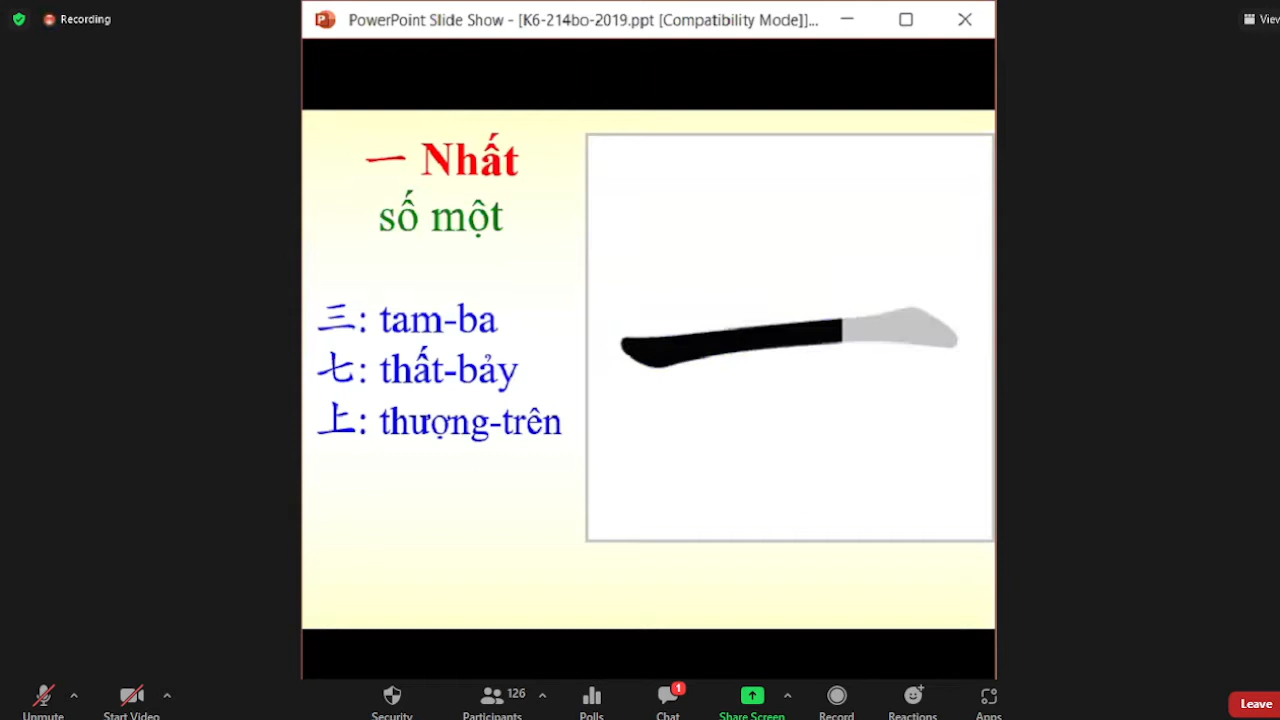 Recording
PowerPoint Slide Show - [K6-214bo-2019.ppt [Compatibility Mode]]...
View
一 Nhất
số một
三: tam-ba
七: thất-bảy
上: thượng-trên
Unmute
Start Video
Security
126
Participants
Polls
1
Chat
Share Screen
Record
Reactions
Apps
Leave